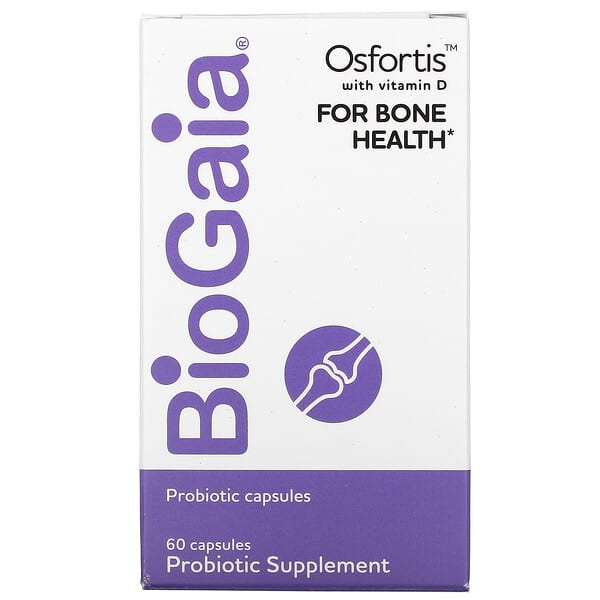 BioGaia®
Osfortis™
with vitamin D
FOR BONE
HEALTH*
Probiotic capsules
60 capsules
Probiotic Supplement